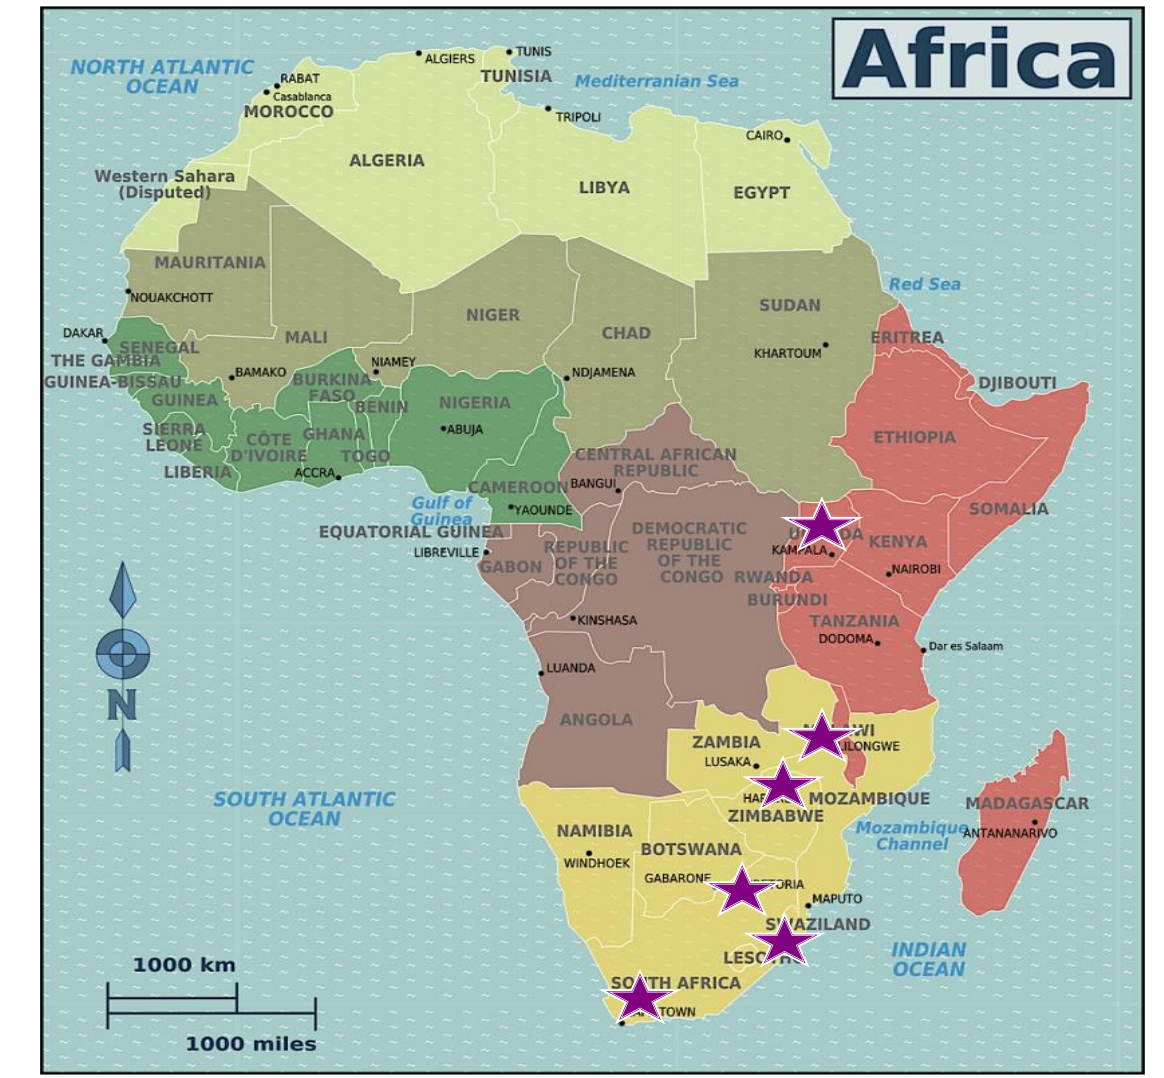 Africa
NORTH ATLANTIC
OCEAN
RABAT
Casablanca
MOROCCO
ALGIERS
TUNIS
TUNISIA
Mediterranean Sea
TRIPOLI
CAIRO
ALGERIA
LIBYA
EGYPT
Western Sahara
(Disputed)
MAURITANIA
NOUAKCHOTT
MALI
NIGER
CHAD
SUDAN
KHARTOUM
Red Sea
ERITREA
DAKAR
SENEGAL
THE GAMBIA
GUINEA-BISSAU
GUINEA
BAMAKO
NIAMEY
BURKINA
FASO
BENIN
NIGERIA
ABUJA
NDJAMENA
DJIBOUTI
ETHIOPIA
SOMALIA
SIERRA
LEONE
LIBERIA
CÔTE
D'IVOIRE
GHANA
TOGO
ACCRA
CENTRAL AFRICAN
REPUBLIC
BANGUI
CAMEROON
YAOUNDE
Gulf of
Guinea
EQUATORIAL GUINEA
LIBREVILLE
GABON
REPUBLIC
OF THE
CONGO
DEMOCRATIC
REPUBLIC
OF THE
CONGO
KAMPALA
KENYA
NAIROBI
RWANDA
BURUNDI
TANZANIA
DODOMA
Dar es Salaam
KINSHASA
LUANDA
ANGOLA
N
ZAMBIA
LUSAKA
LILONGWE
MOZAMBIQUE
ZIMBABWE
Mozambique
Channel
MADAGASCAR
ANTANANARIVO
SOUTH ATLANTIC
OCEAN
NAMIBIA
WINDHOEK
BOTSWANA
GABARONE
MAPUTO
SWAZILAND
INDIAN
OCEAN
SOUTH AFRICA
1000 km
1000 miles